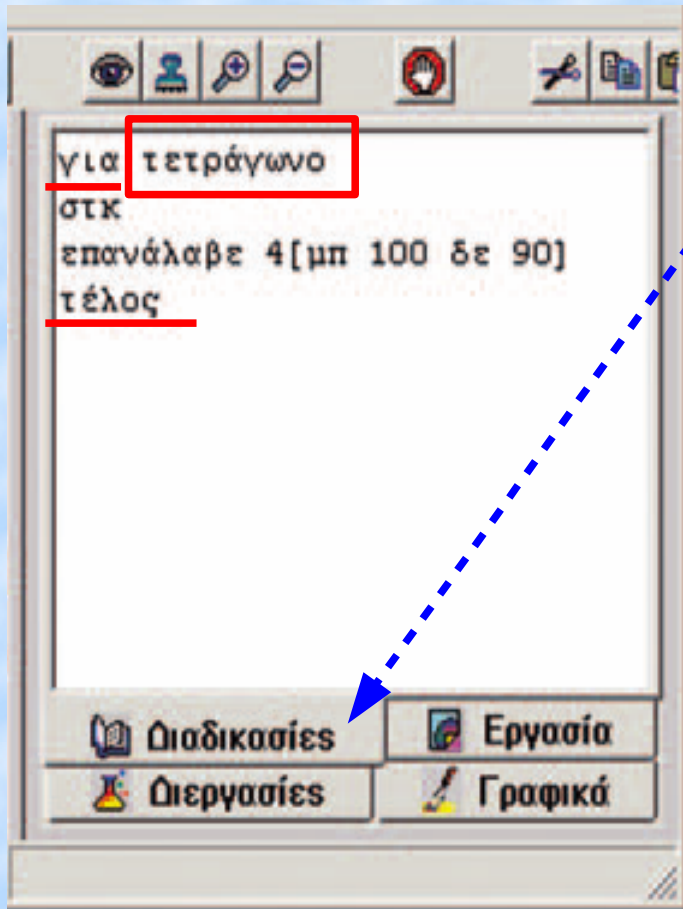 για τετράγωνο
στκ
επανάλαβε 4[μπ 100 δε 90]
τέλος
Διαδικασίες Εργασία
Διεργασίες Γραφικά